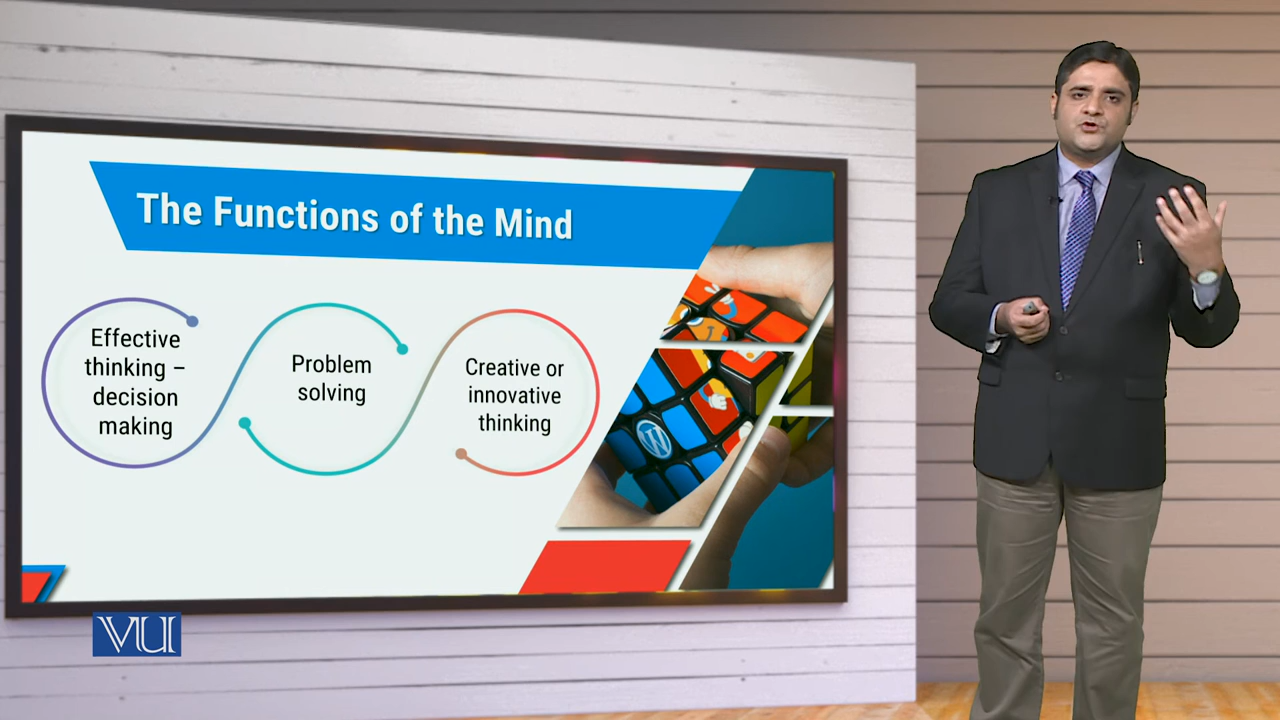 The Functions of the Mind
Effective
thinking –
decision
making
Problem
solving
Creative or
innovative
thinking
W
VU